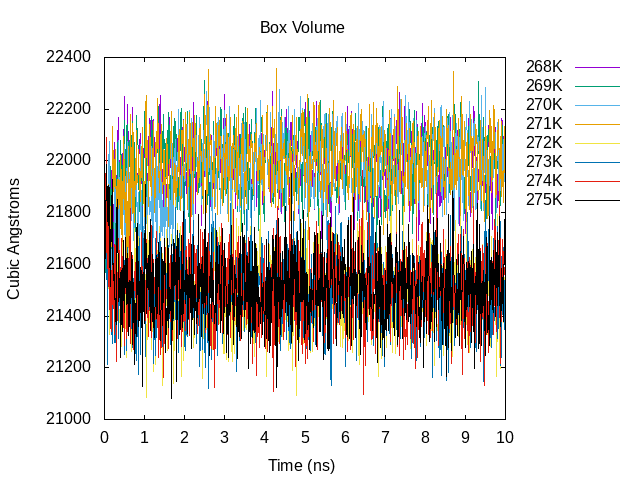 Box Volume
22400
22200
22000
21800
21600
21400
21200
21000
Cubic Angstroms
0 1 2 3 4 5 6 7 8 9 10
Time (ns)
268K
269K
270K
271K
272K
273K
274K
275K